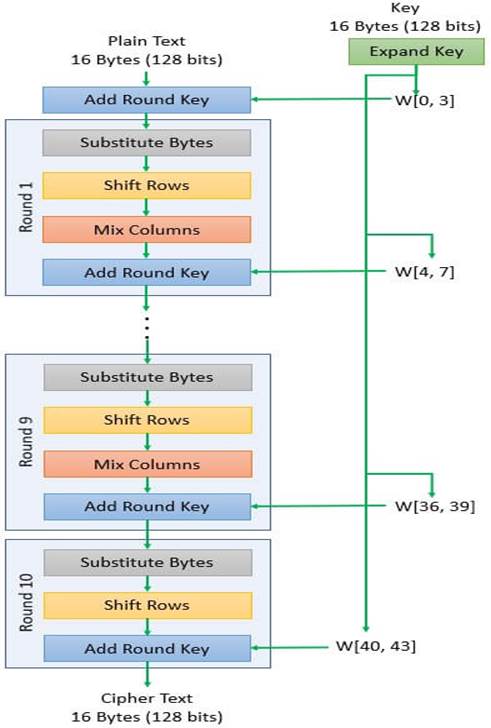 Key
16 Bytes (128 bits)
Expand Key
Plain Text
16 Bytes (128 bits)
Add Round Key
W[0, 3]
Round 1
Substitute Bytes
Shift Rows
Mix Columns
Add Round Key
W[4, 7]
Round 9
Substitute Bytes
Shift Rows
Mix Columns
Add Round Key
W[36, 39]
Round 10
Substitute Bytes
Shift Rows
Add Round Key
W[40, 43]
Cipher Text
16 Bytes (128 bits)